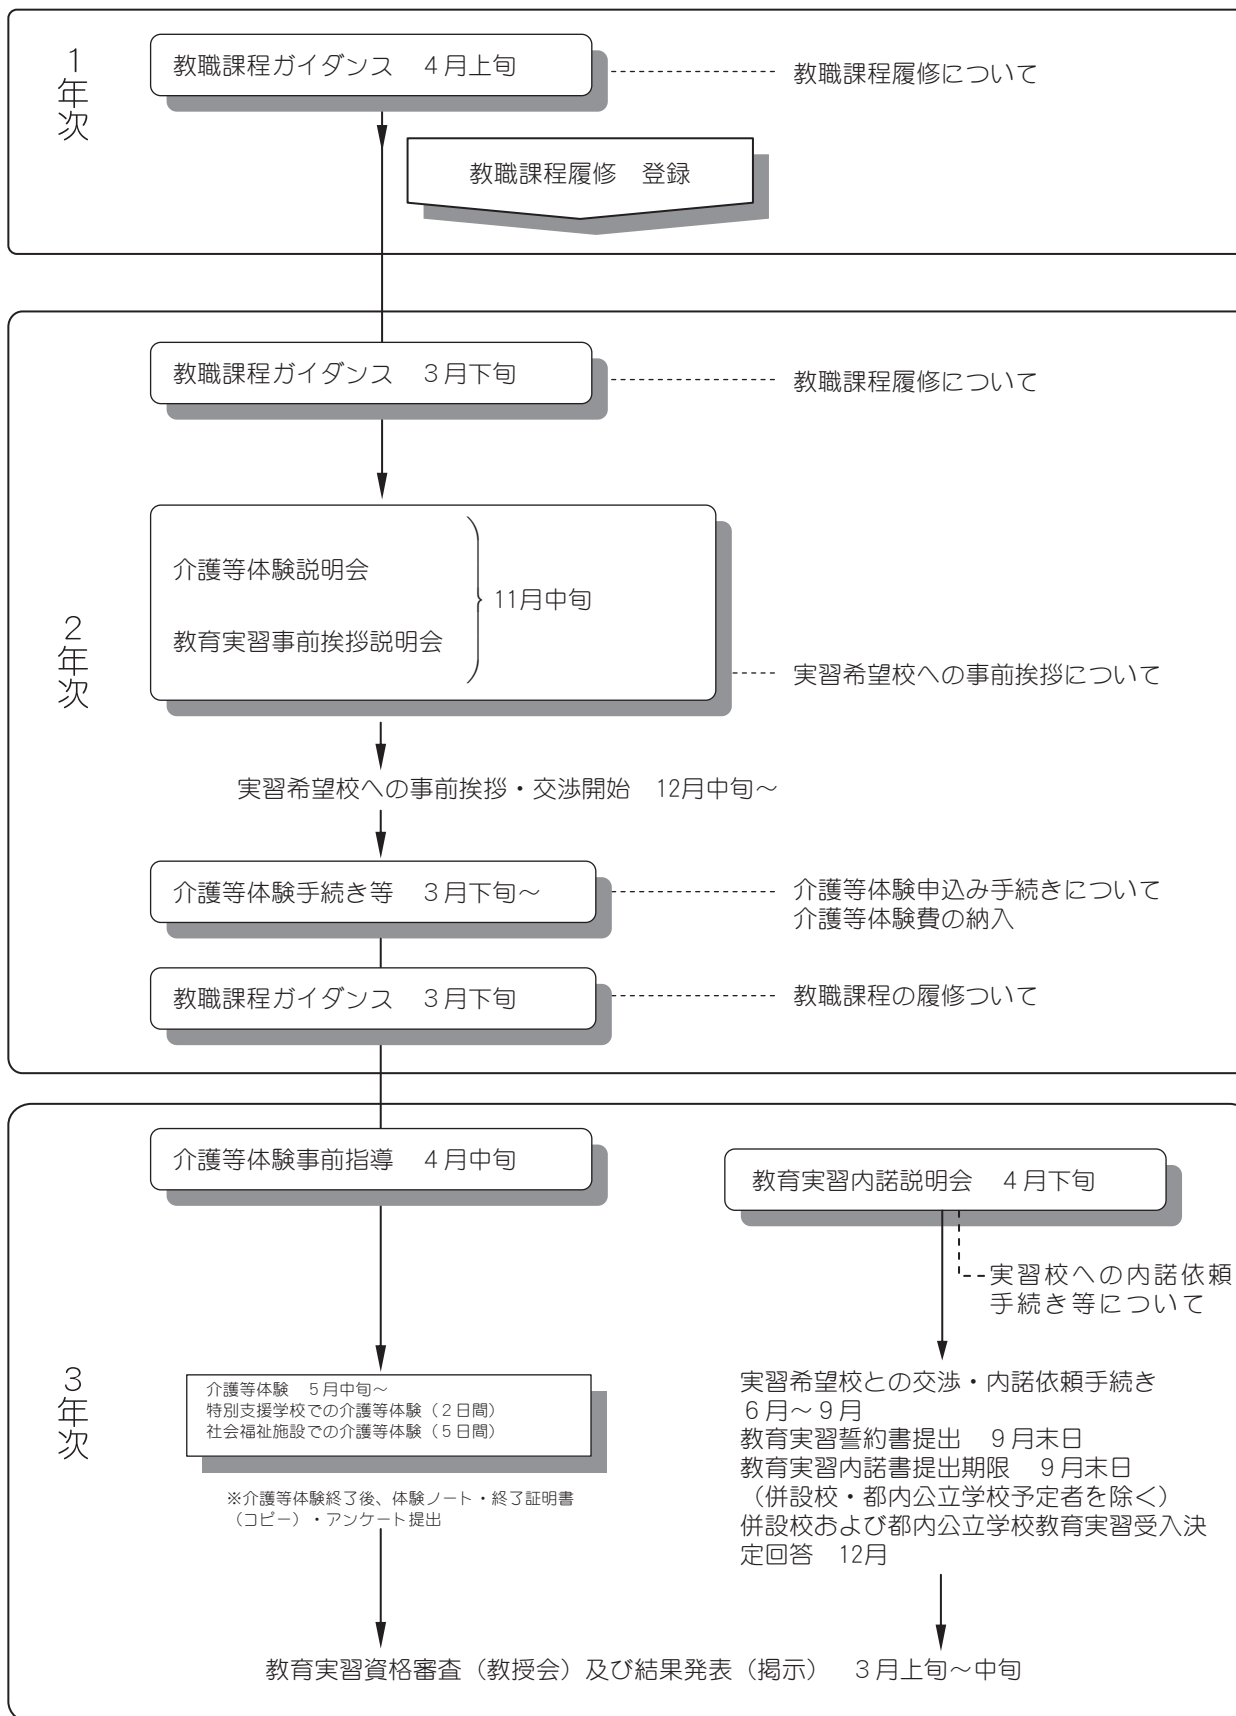 1年次
教職課程ガイダンス　4月上旬
教職課程履修について
教職課程履修　登録
2年次
教職課程ガイダンス　3月下旬
教職課程履修について
介護等体験説明会
教育実習事前挨拶説明会
11月中旬
実習希望校への事前挨拶について
実習希望校への事前挨拶・交渉開始　12月中旬～
介護等体験手続き等　3月下旬～
介護等体験申込み手続きについて
介護等体験費の納入
教職課程ガイダンス　3月下旬
教職課程の履修ついて
3年次
介護等体験事前指導　4月中旬
教育実習内諾説明会　4月下旬
実習校への内諾依頼
手続き等について
介護等体験　5月中旬～
特別支援学校での介護等体験（2日間）
社会福祉施設での介護等体験（5日間）
※介護等体験終了後、体験ノート・終了証明書
（コピー）・アンケート提出
実習希望校との交渉・内諾依頼手続き
6月～9月
教育実習誓約書提出　9月末日
教育実習内諾書提出期限　9月末日
（併設校・都内公立学校予定者を除く）
併設校および都内公立学校教育実習受入決
定回答　12月
教育実習資格審査（教授会）及び結果発表（掲示）　3月上旬～中旬